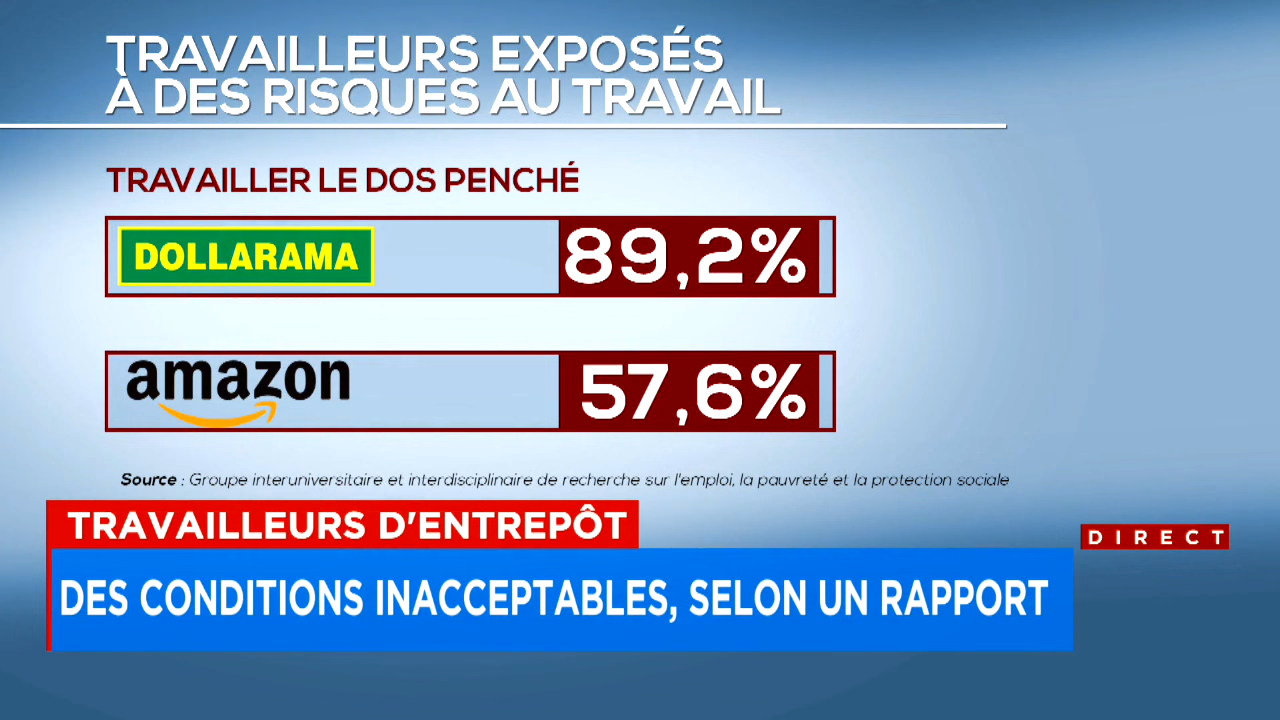 TRAVAILLEURS EXPOSÉS
À DES RISQUES AU TRAVAIL
TRAVAILLER LE DOS PENCHÉ
DOLLARAMA
89,2%
amazon
57,6%
Source : Groupe interuniversitaire et interdisciplinaire de recherche sur l'emploi, la pauvreté et la protection sociale
TRAVAILLEURS D'ENTREPÔT
DIRECT
DES CONDITIONS INACCEPTABLES, SELON UN RAPPORT